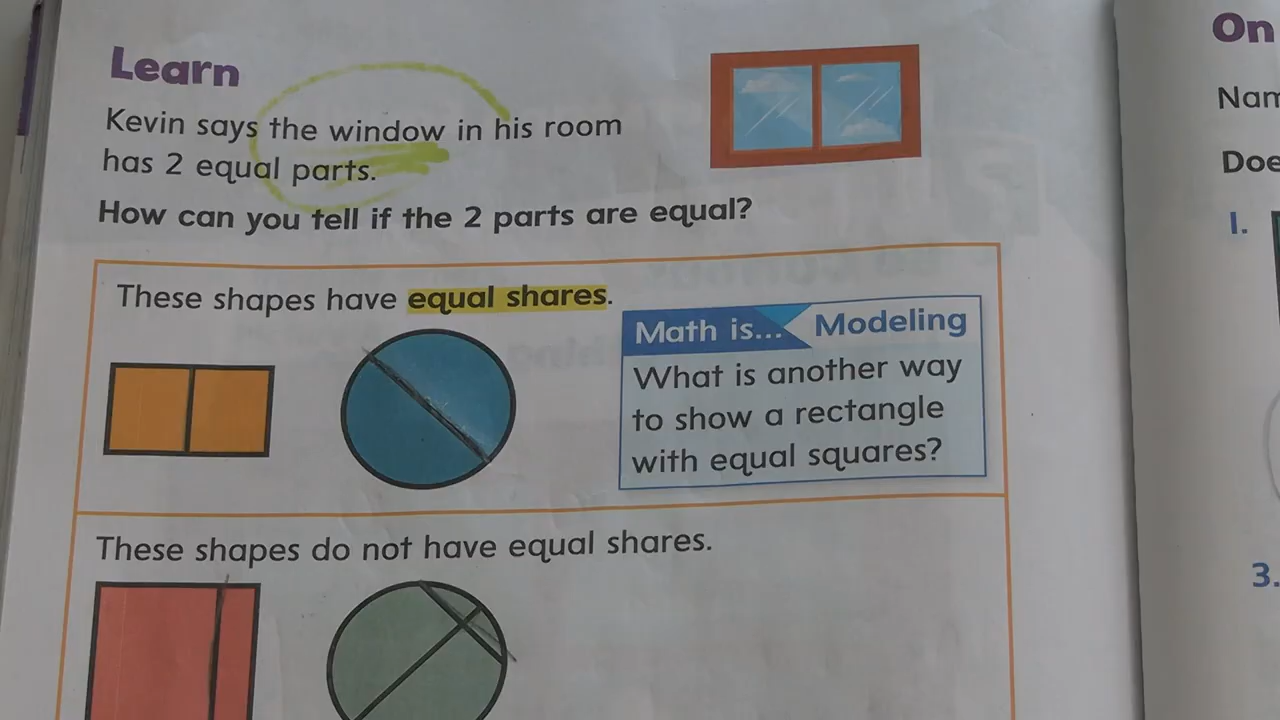 Learn
Kevin says the window in his room
has 2 equal parts.
How can you tell if the 2 parts are equal?
These shapes have equal shares.
Math is... Modeling
What is another way
to show a rectangle
with equal squares?
These shapes do not have equal shares.
On
1.
3.